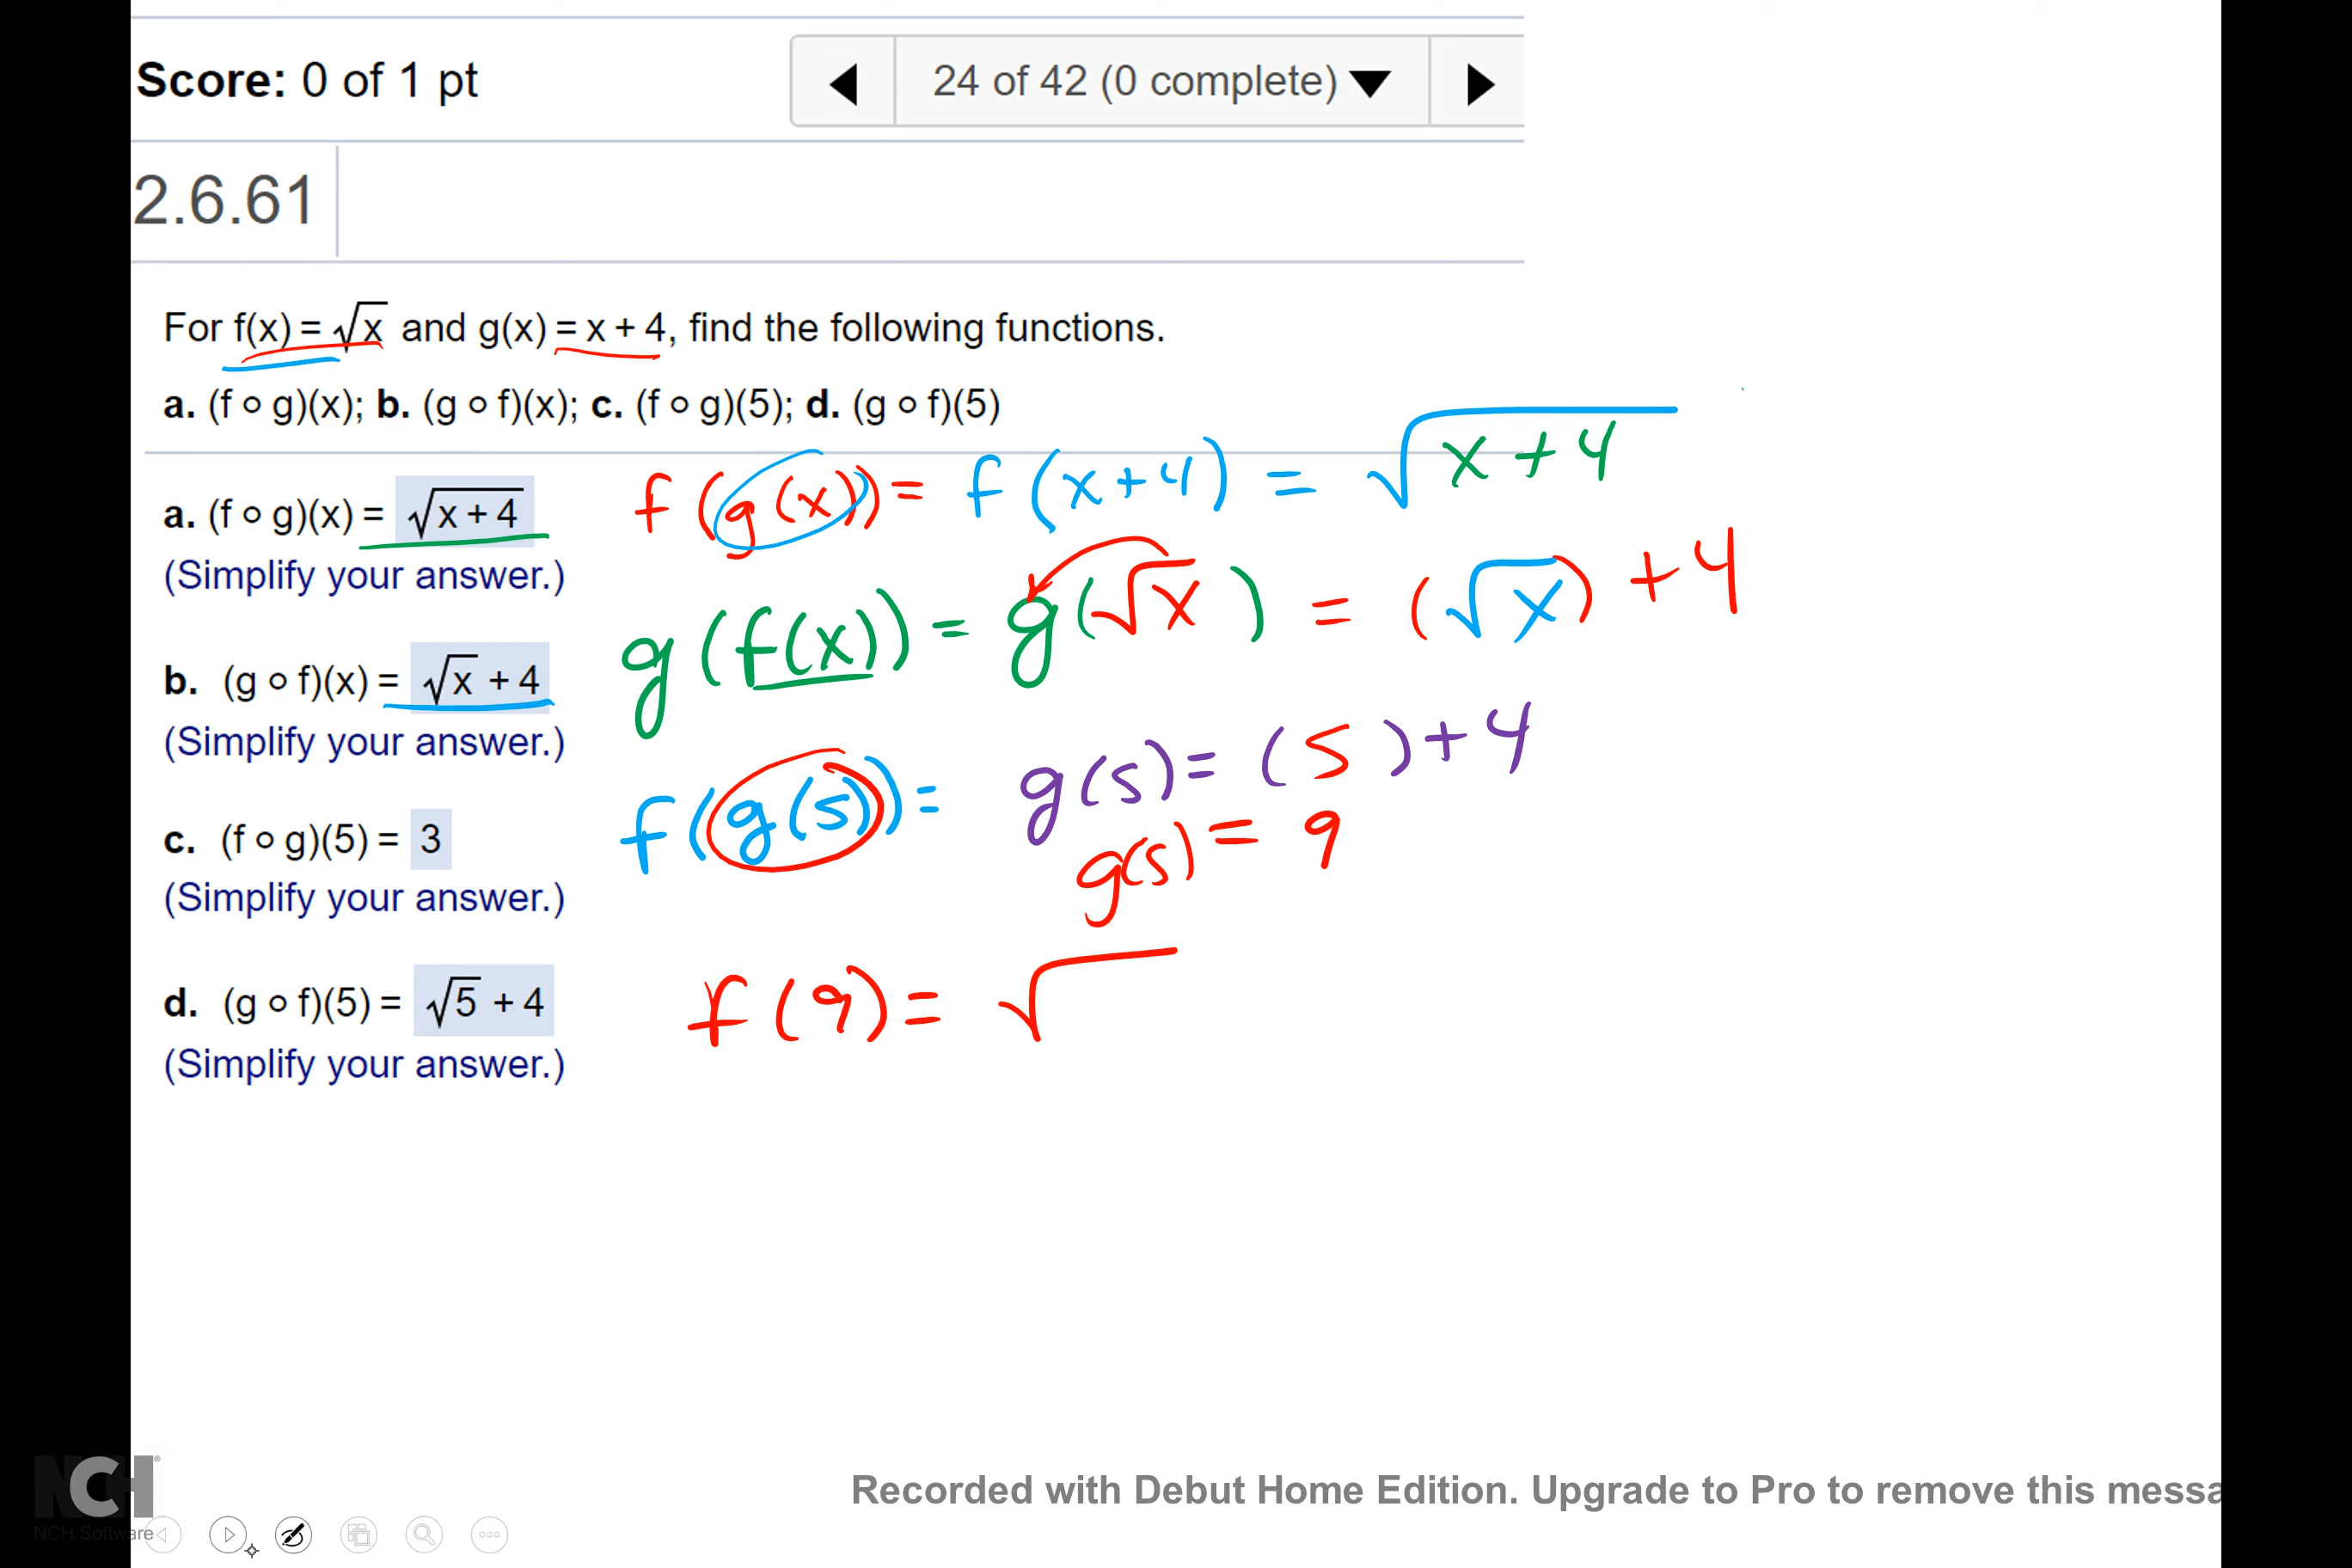 Score: 0 of 1 pt
24 of 42 (0 complete)
2.6.61
For f(x) = √x and g(x) = x + 4, find the following functions.
a. (f ∘ g)(x); b. (g ∘ f)(x); c. (f ∘ g)(5); d. (g ∘ f)(5)
a. (f ∘ g)(x) = √(x + 4)
f(g(x)) = f(x+4) = √(x+4)
(Simplify your answer.)
b. (g ∘ f)(x) = √x + 4
g(f(x)) = g(√x) = (√x) + 4
(Simplify your answer.)
c. (f ∘ g)(5) = 3
f(g(5)) = g(5) = (5) + 4
g(5) = 9
(Simplify your answer.)
d. (g ∘ f)(5) = √5 + 4
f(9) = √
(Simplify your answer.)
NCH®
NCH Software
Recorded with Debut Home Edition. Upgrade to Pro to remove this messa